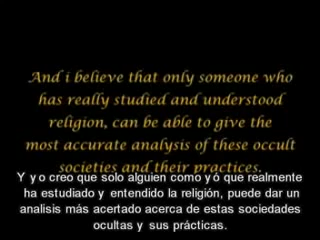 And i believe that only someone who
has really studied and understood
religion, can be able to give the
most accurate analysis of these occult
societies and their practices.
Y yo creo que solo alguien como yó que realmente
ha estudiado y entendido la religión, puede dar un
analisis más acertado acerca de estas sociedades
ocultas y sus prácticas.